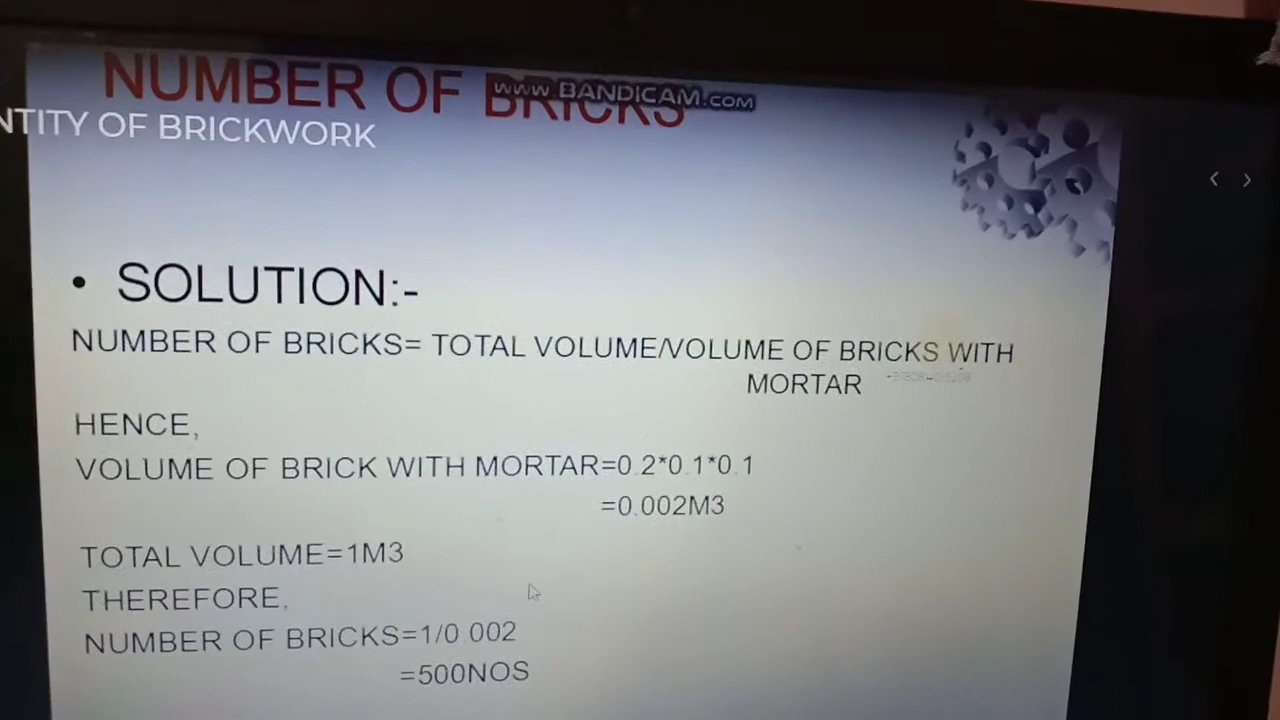 NUMBER OF BRICKS
www.BANDICAM.com
NTITY OF BRICKWORK
• SOLUTION:-
NUMBER OF BRICKS= TOTAL VOLUME/VOLUME OF BRICKS WITH
MORTAR
HENCE,
VOLUME OF BRICK WITH MORTAR=0.2*0.1*0.1
=0.002M3
TOTAL VOLUME=1M3
THEREFORE,
NUMBER OF BRICKS=1/0.002
=500NOS